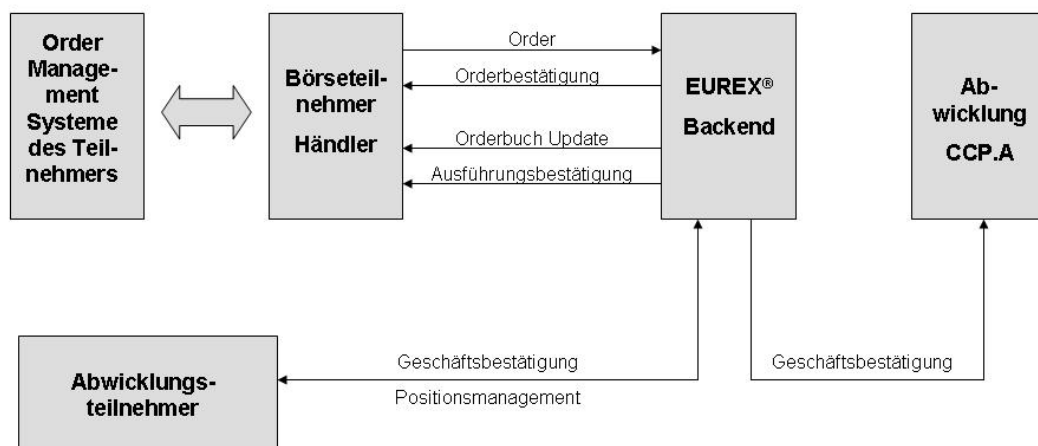 Order
Manage-
ment
Systeme
des Teil-
nehmers
Börseteil-
nehmer
Händler
Order
Orderbestätigung
Orderbuch Update
Ausführungsbestätigung
EUREX®
Backend
Ab-
wicklung
CCP.A
Abwicklungs-
teilnehmer
Geschäftsbestätigung
Positionsmanagement
Geschäftsbestätigung